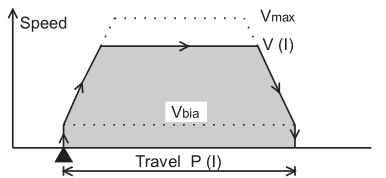 Speed
Vmax
V (I)
Vbia
Travel P (I)